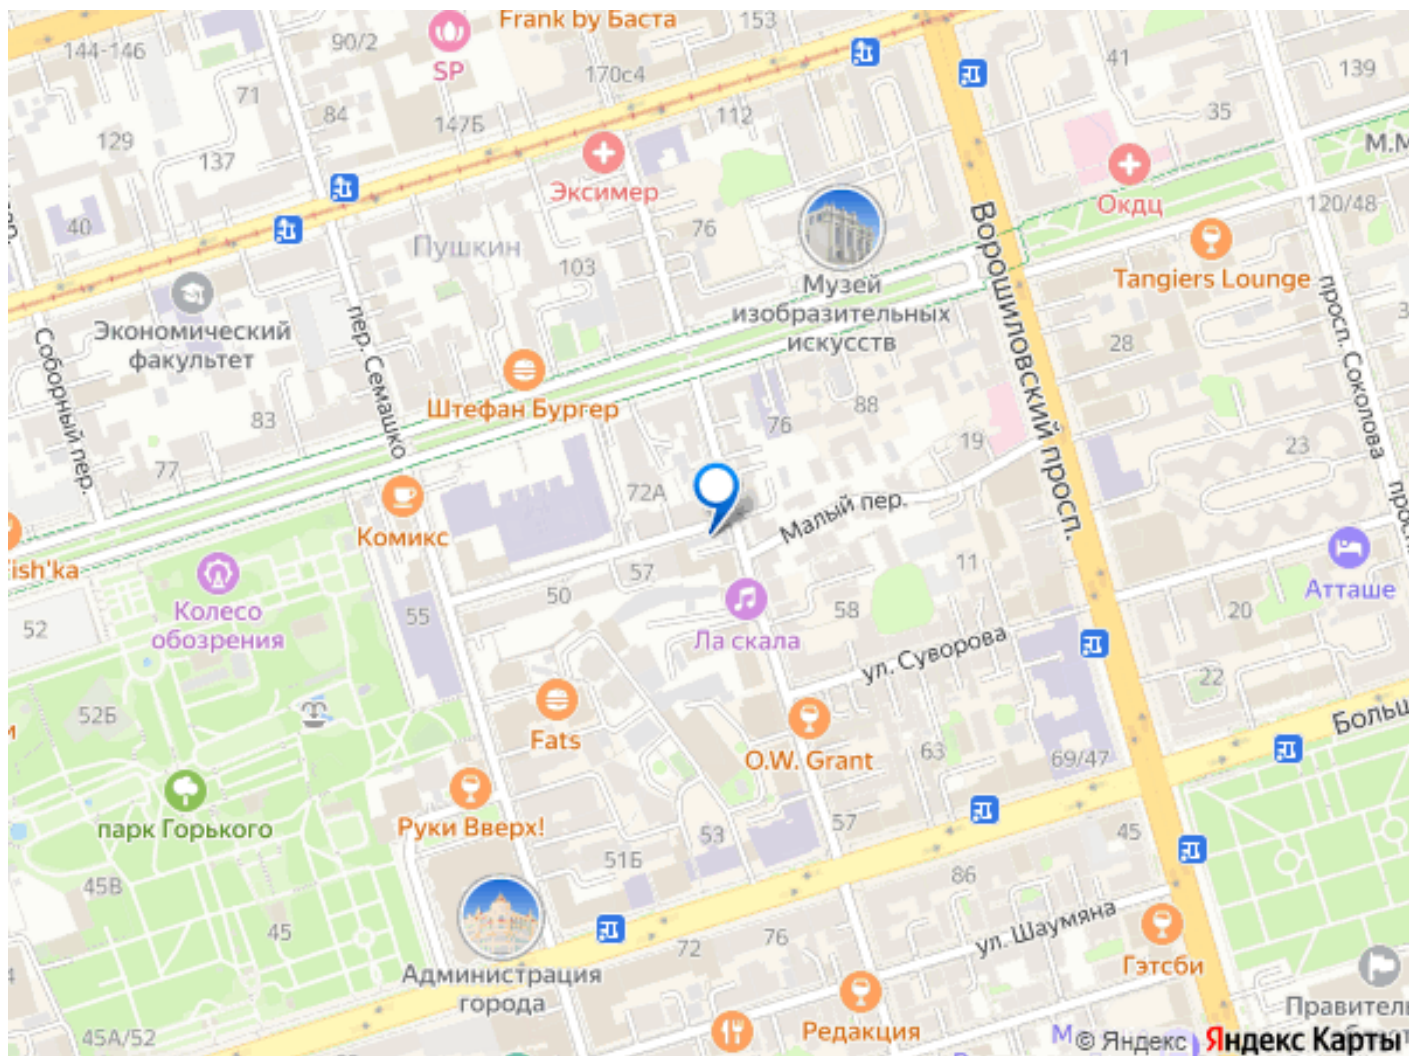 Frank by Баста
153
144-146
90/2
SP
170с4
41
139
71
84
147Б
112
35
129
137
Эксимер
М.М
Окдц
40
Пушкин
76
120/48
103
Музей
изобразительных
искусств
Tangiers Lounge
Экономический
факультет
Соборный пер.
пер. Семашко
Ворошиловский просп.
просп. Соколова
28
Штефан Бургер
83
88
76
19
23
77
72А
Малый пер.
Комикс
ish'ka
57
11
Колесо
обозрения
50
55
Ла скала
58
Атташе
20
52
ул. Суворова
22
52Б
Fats
O.W. Grant
63
69/47
Больш
парк Горького
Руки Вверх!
53
57
45
51Б
45В
86
45
72
76
ул. Шаумяна
Гэтсби
Администрация
города
Редакция
45А/52
Правител
© Яндекс
Яндекс Карты